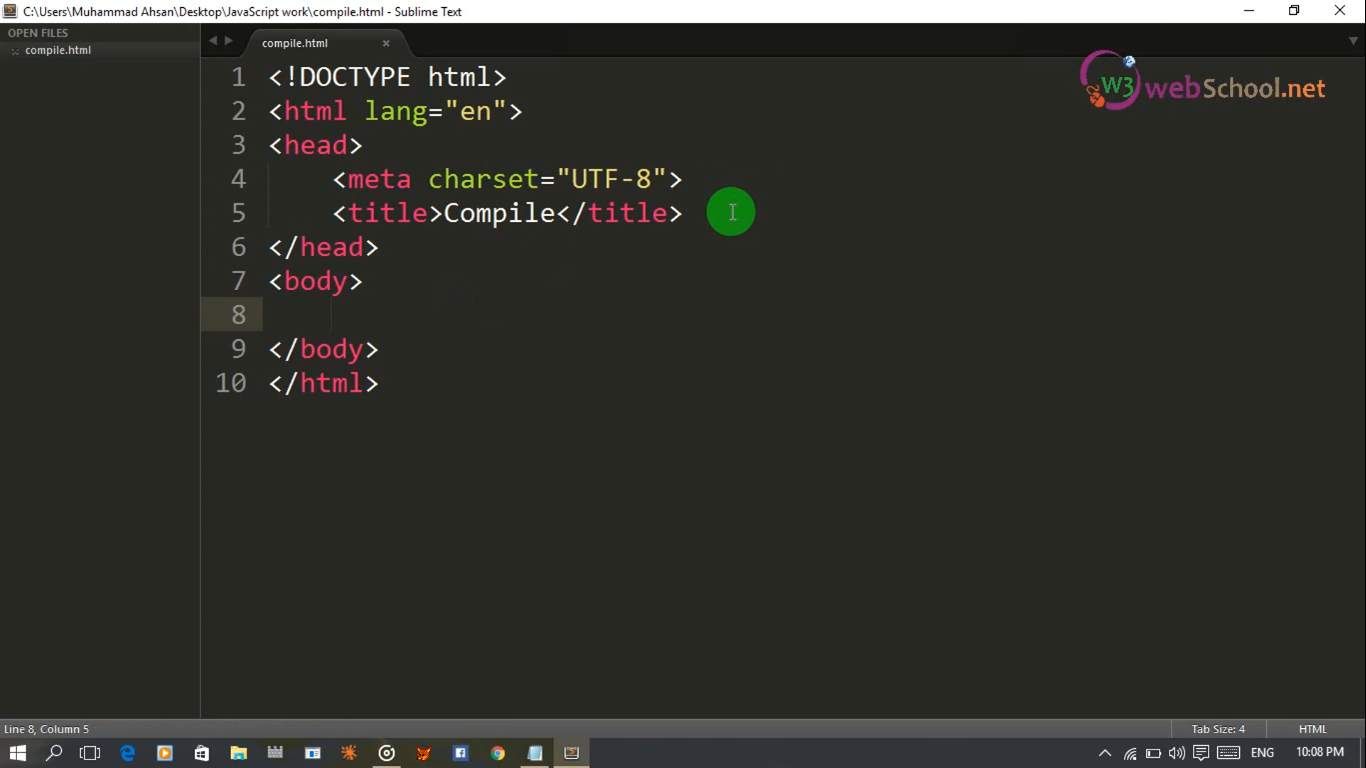 C:\Users\Muhammad Ahsan\Desktop\JavaScript work\compile.html - Sublime Text
OPEN FILES
compile.html
compile.html
W3 webSchool.net
1 <!DOCTYPE html>
2 <html lang="en">
3 <head>
4 <meta charset="UTF-8">
5 <title>Compile</title>
6 </head>
7 <body>
8
9 </body>
10 </html>
Line 8, Column 5
Tab Size: 4
HTML
ENG
10:08 PM